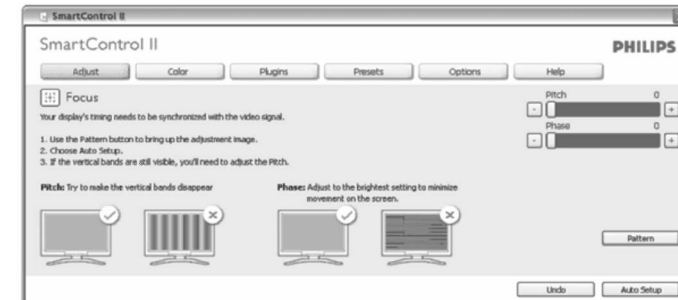 SmartControl II
SmartControl II
PHILIPS
Adjust Color Plugins Presets Options Help
Focus
Your display's timing needs to be synchronized with the video signal.
1. Use the Pattern button to bring up the adjustment image.
2. Choose Auto Setup.
3. If the vertical bands are still visible, you'll need to adjust the Pitch.
Pitch 0
- +
Phase 0
- +
Pitch: Try to make the vertical bands disappear
Phase: Adjust to the brightest setting to minimize
movement on the screen.
Pattern
Undo Auto Setup